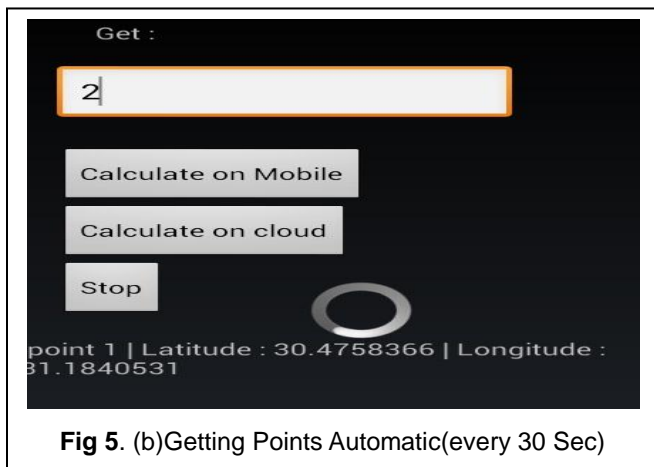 Get :
2
Calculate on Mobile
Calculate on cloud
Stop
point 1 | Latitude : 30.4758366 | Longitude :
31.1840531
Fig 5. (b)Getting Points Automatic(every 30 Sec)